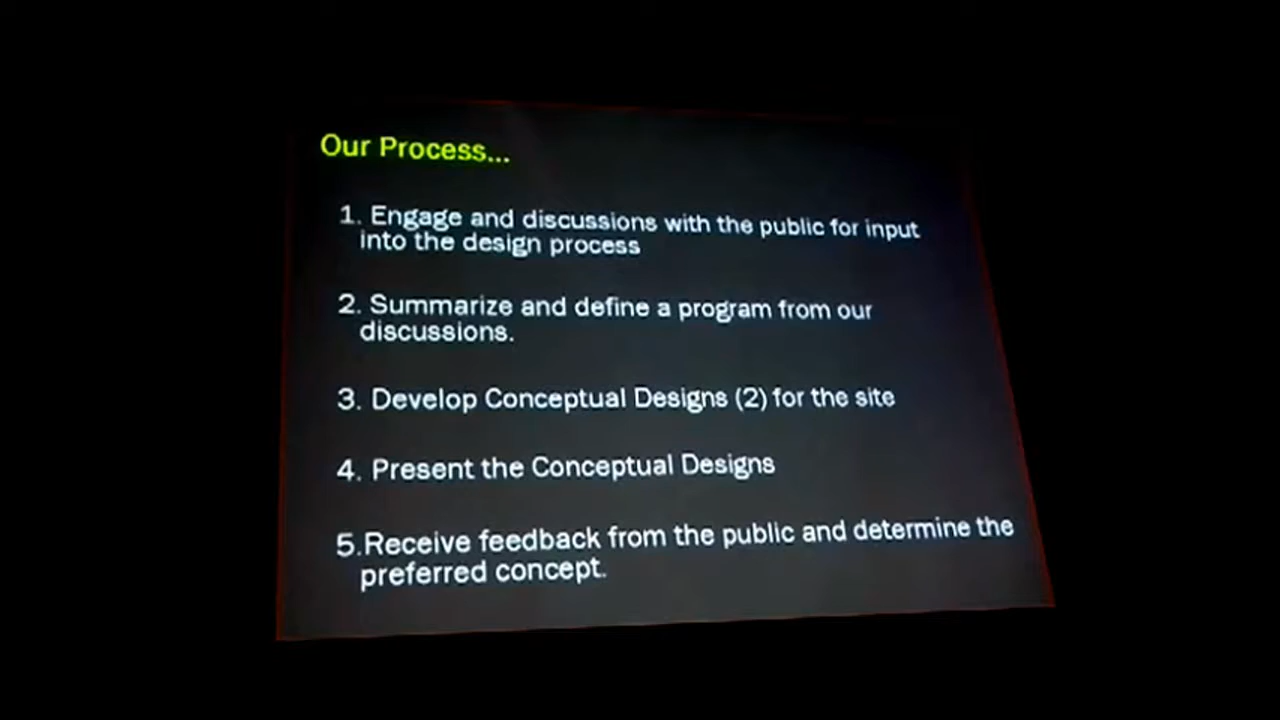 Our Process...
1. Engage and discussions with the public for input
into the design process
2. Summarize and define a program from our
discussions.
3. Develop Conceptual Designs (2) for the site
4. Present the Conceptual Designs
5.Receive feedback from the public and determine the
preferred concept.